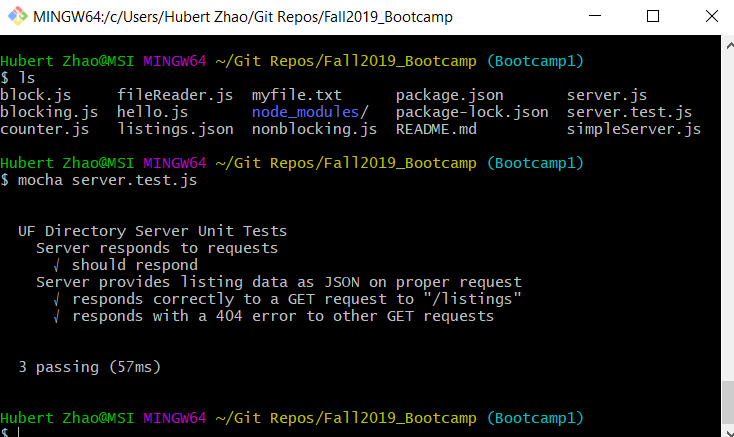 MINGW64:/c/Users/Hubert Zhao/Git Repos/Fall2019_Bootcamp
Hubert Zhao@MSI MINGW64 ~/Git Repos/Fall2019_Bootcamp (Bootcamp1)
$ ls
block.js fileReader.js myfile.txt package.json server.js
blocking.js hello.js node_modules/ package-lock.json server.test.js
counter.js listings.json nonblocking.js README.md simpleServer.js
Hubert Zhao@MSI MINGW64 ~/Git Repos/Fall2019_Bootcamp (Bootcamp1)
$ mocha server.test.js
UF Directory Server Unit Tests
Server responds to requests
√ should respond
Server provides listing data as JSON on proper request
√ responds correctly to a GET request to "/listings"
√ responds with a 404 error to other GET requests
3 passing (57ms)
Hubert Zhao@MSI MINGW64 ~/Git Repos/Fall2019_Bootcamp (Bootcamp1)
$